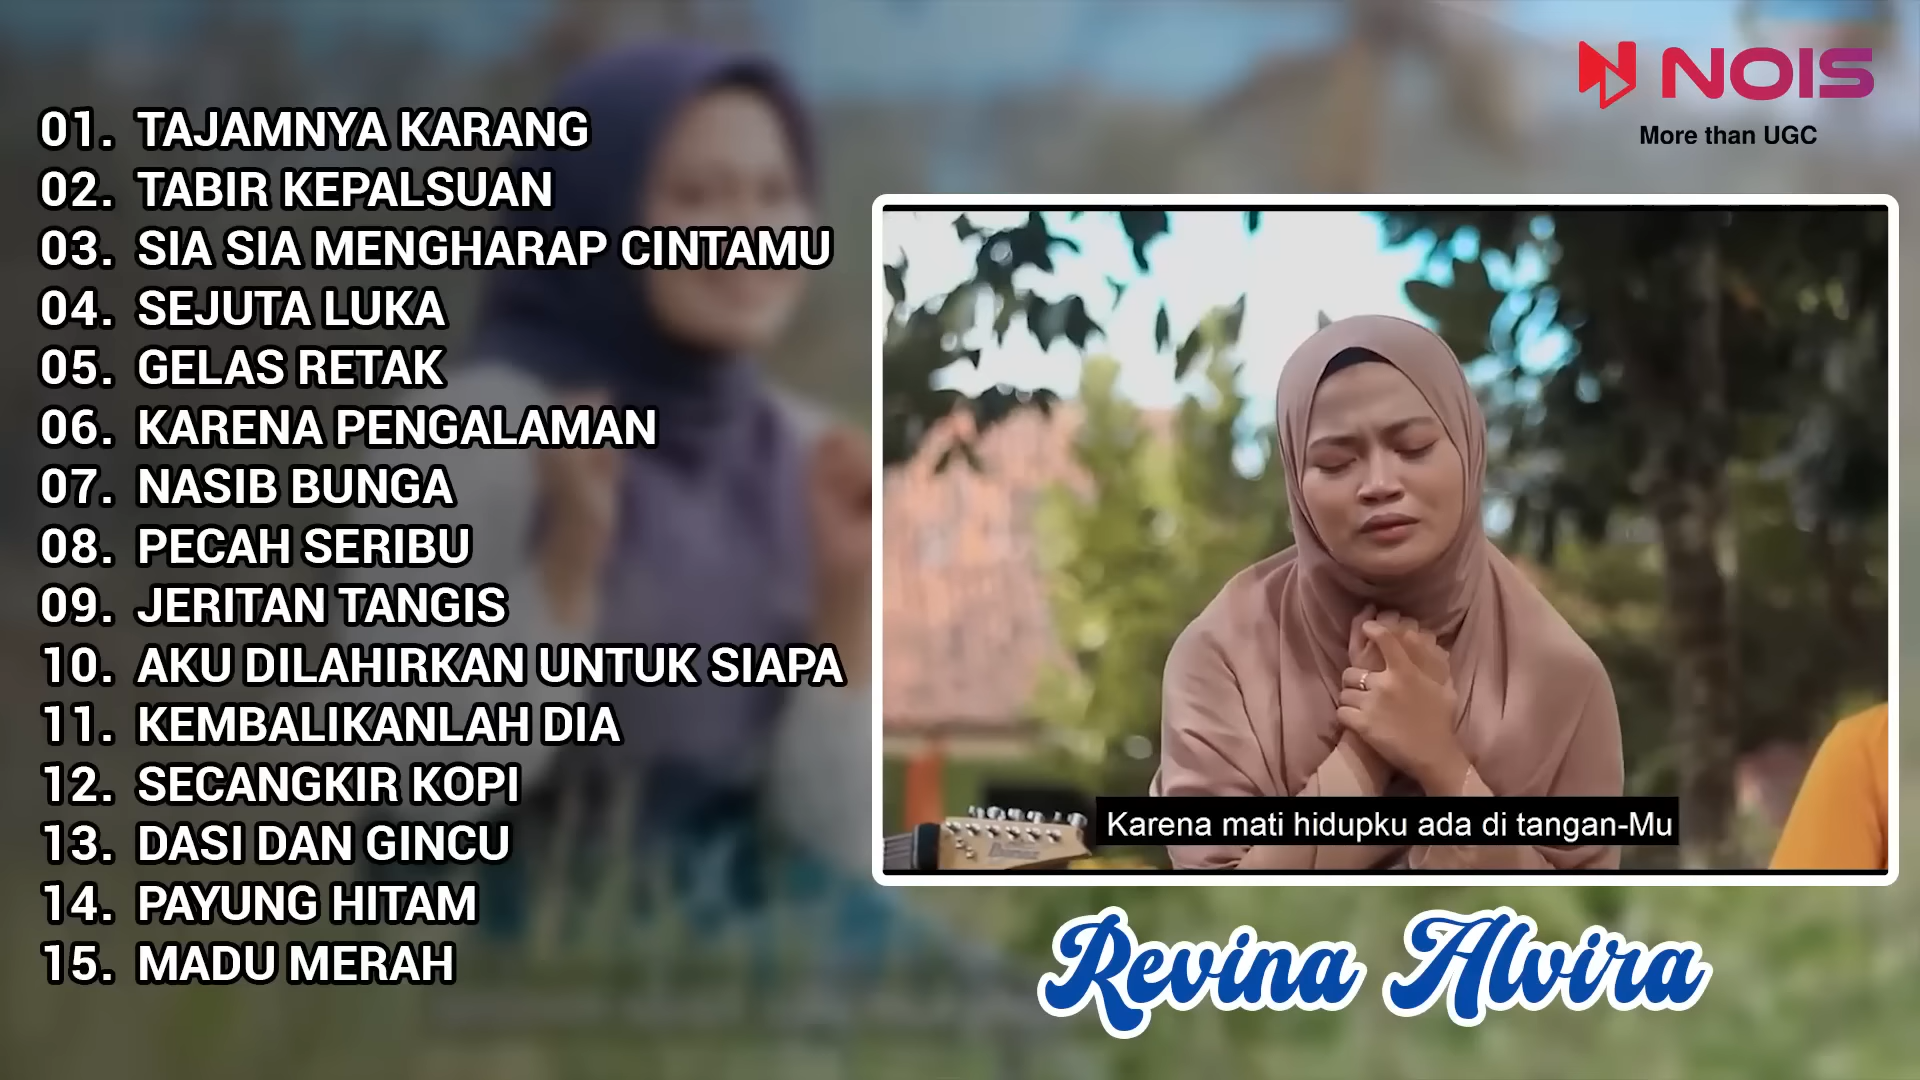 01. TAJAMNYA KARANG
02. TABIR KEPALSUAN
03. SIA SIA MENGHARAP CINTAMU
04. SEJUTA LUKA
05. GELAS RETAK
06. KARENA PENGALAMAN
07. NASIB BUNGA
08. PECAH SERIBU
09. JERITAN TANGIS
10. AKU DILAHIRKAN UNTUK SIAPA
11. KEMBALIKANLAH DIA
12. SECANGKIR KOPI
13. DASI DAN GINCU
14. PAYUNG HITAM
15. MADU MERAH
NOIS
More than UGC
Karena mati hidupku ada di tangan-Mu
Revina Alvira